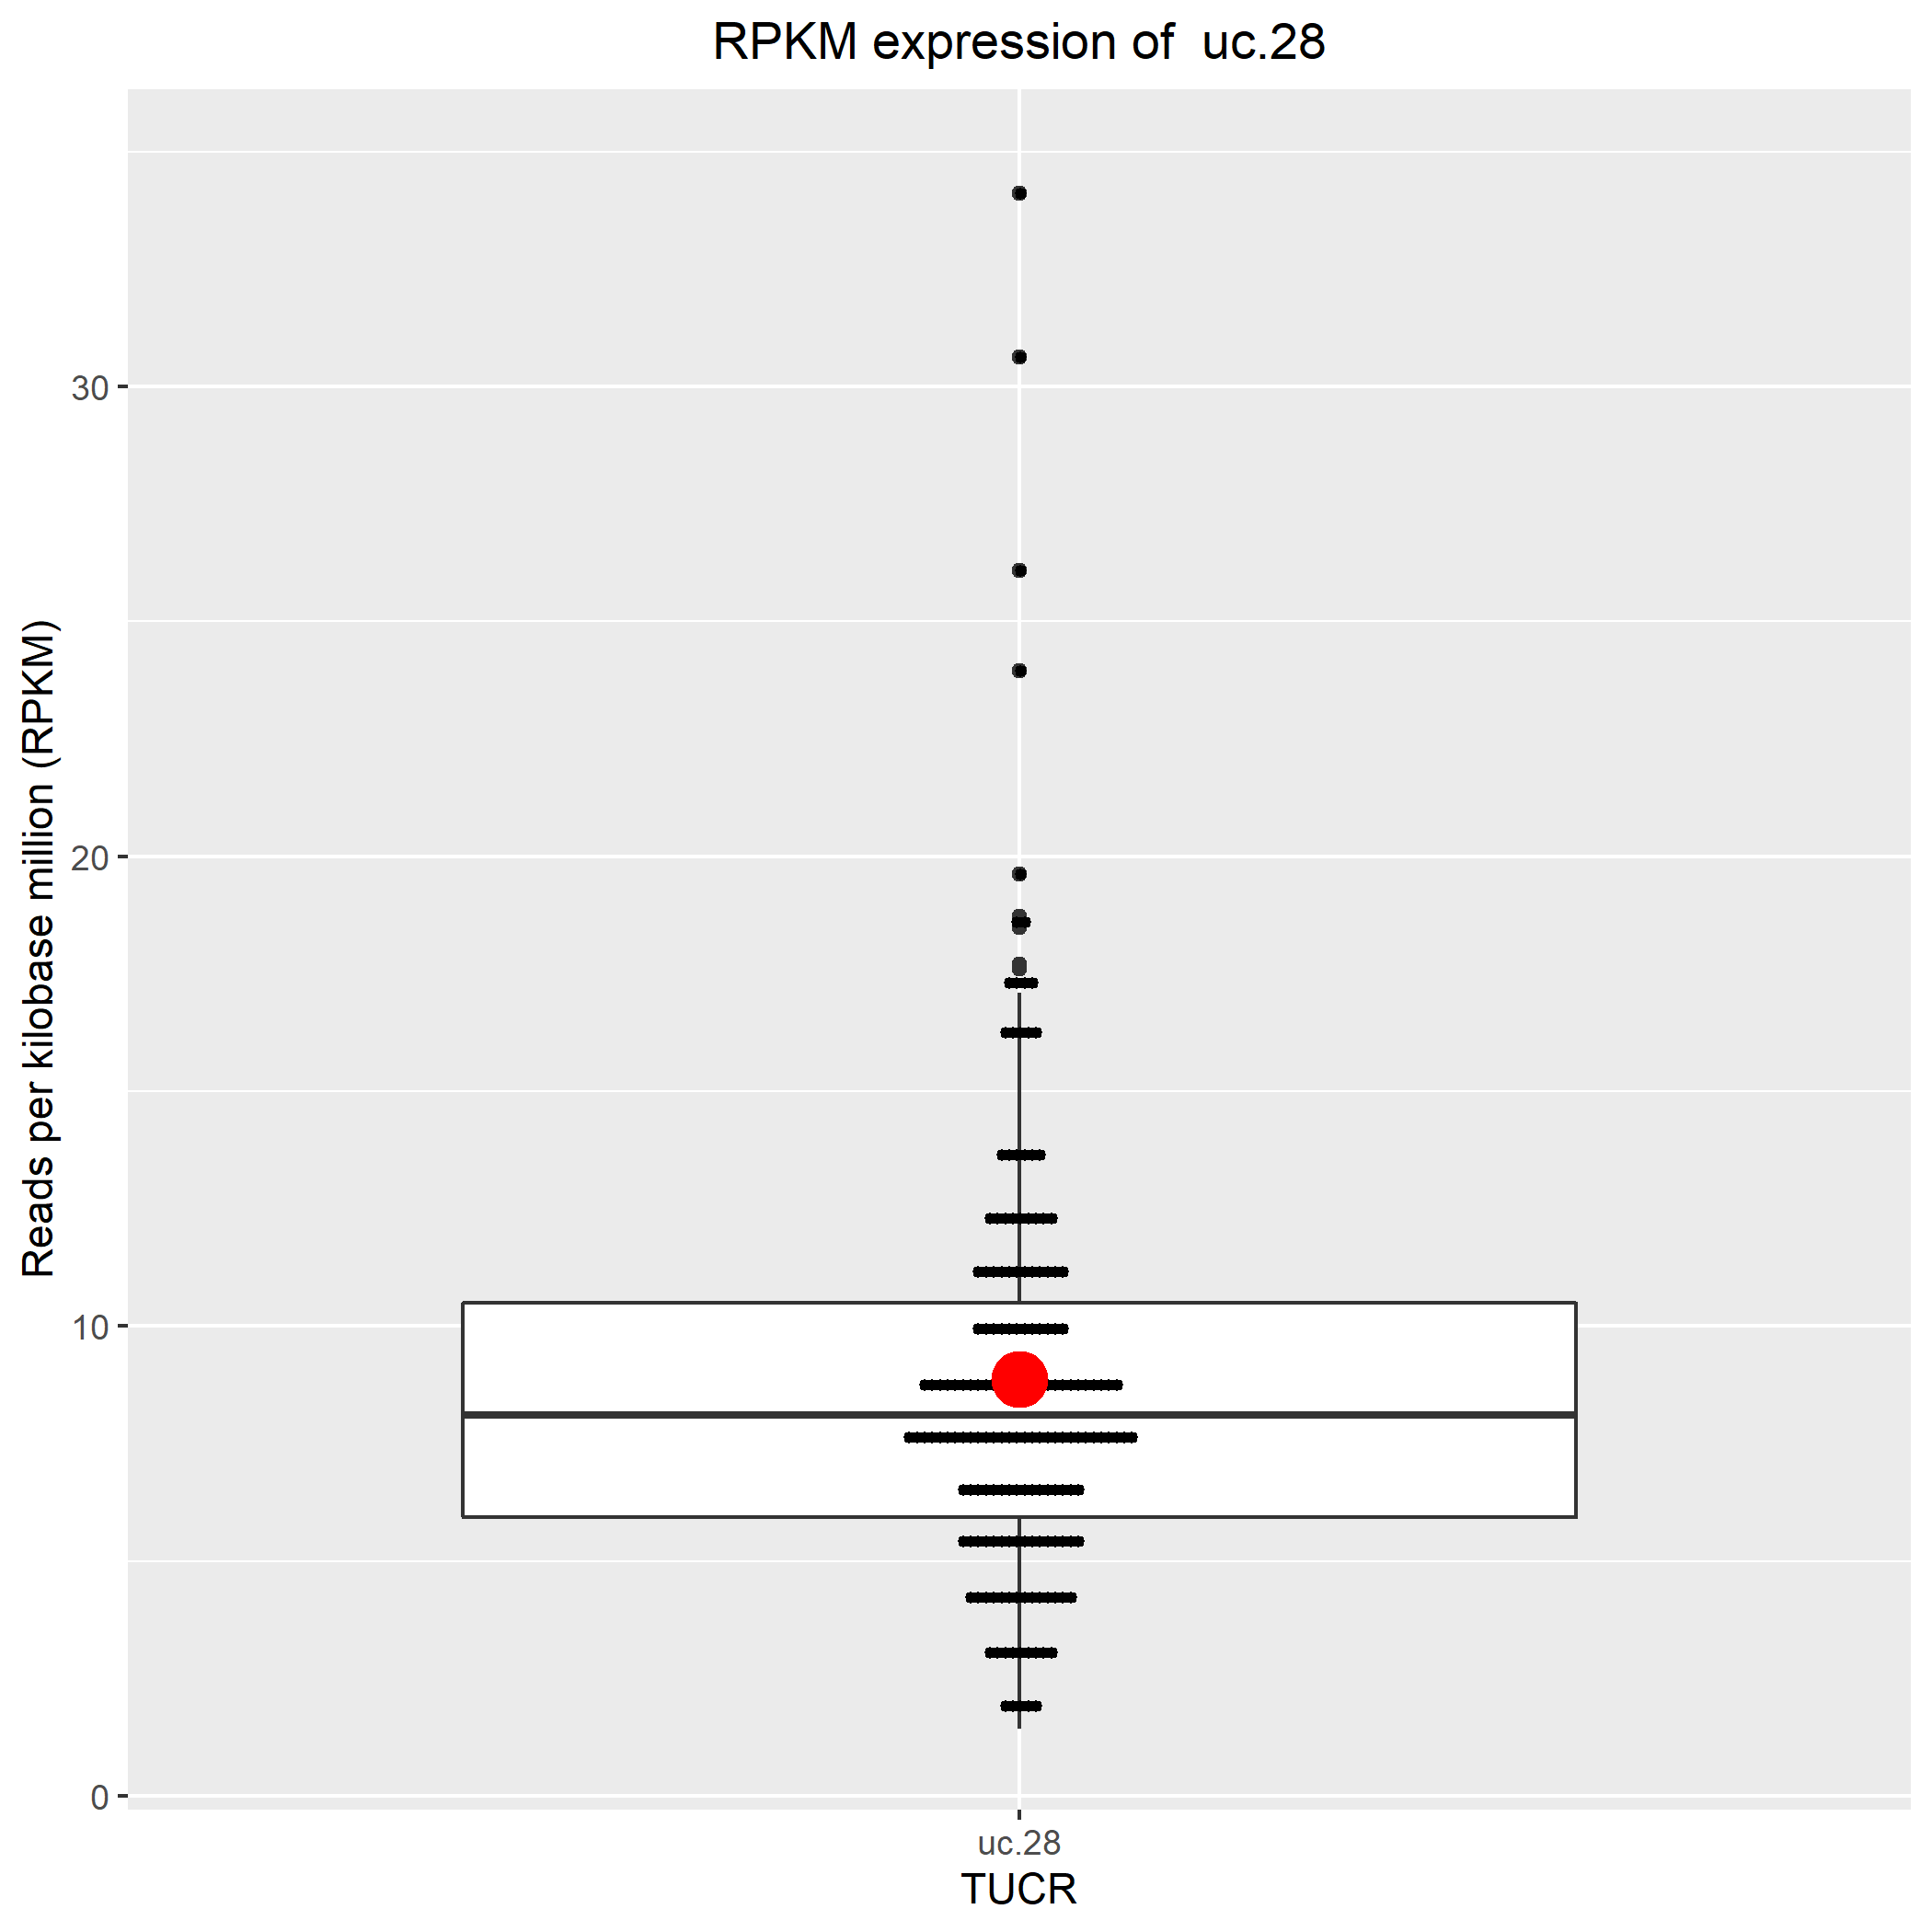 RPKM expression of  uc.28
Reads per kilobase million (RPKM)
30
20
10
0
uc.28
TUCR